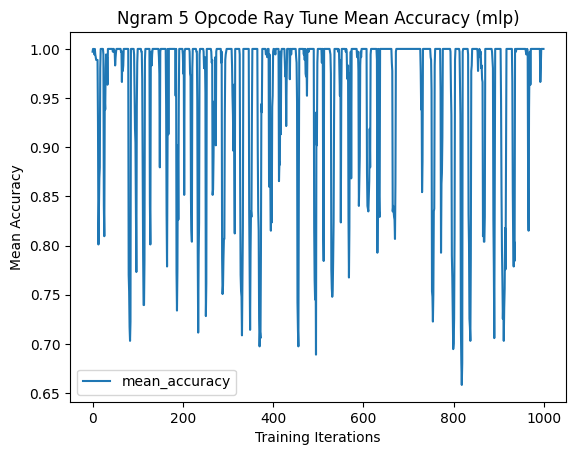 Ngram 5 Opcode Ray Tune Mean Accuracy (mlp)
1.00
0.95
0.90
0.85
0.80
0.75
0.70
0.65
Mean Accuracy
mean_accuracy
0 200 400 600 800 1000
Training Iterations